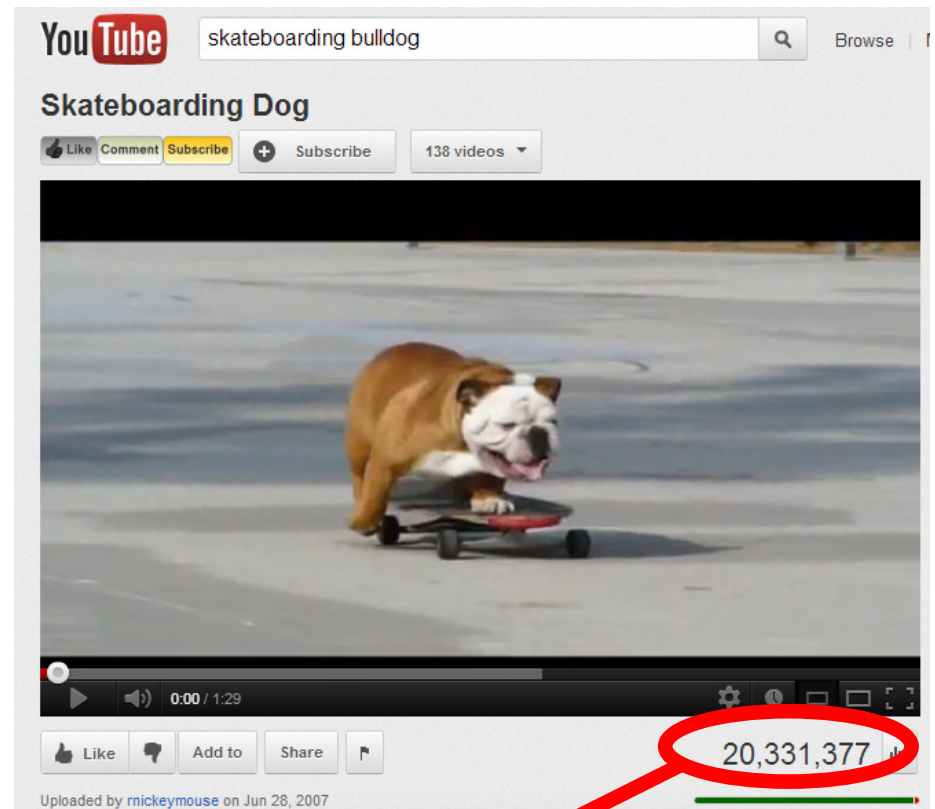 YouTube skateboarding bulldog Browse
Skateboarding Dog
Like Comment Subscribe Subscribe 138 videos
0:00 / 1:29
Like Add to Share 20,331,377
Uploaded by rnickeymouse on Jun 28, 2007